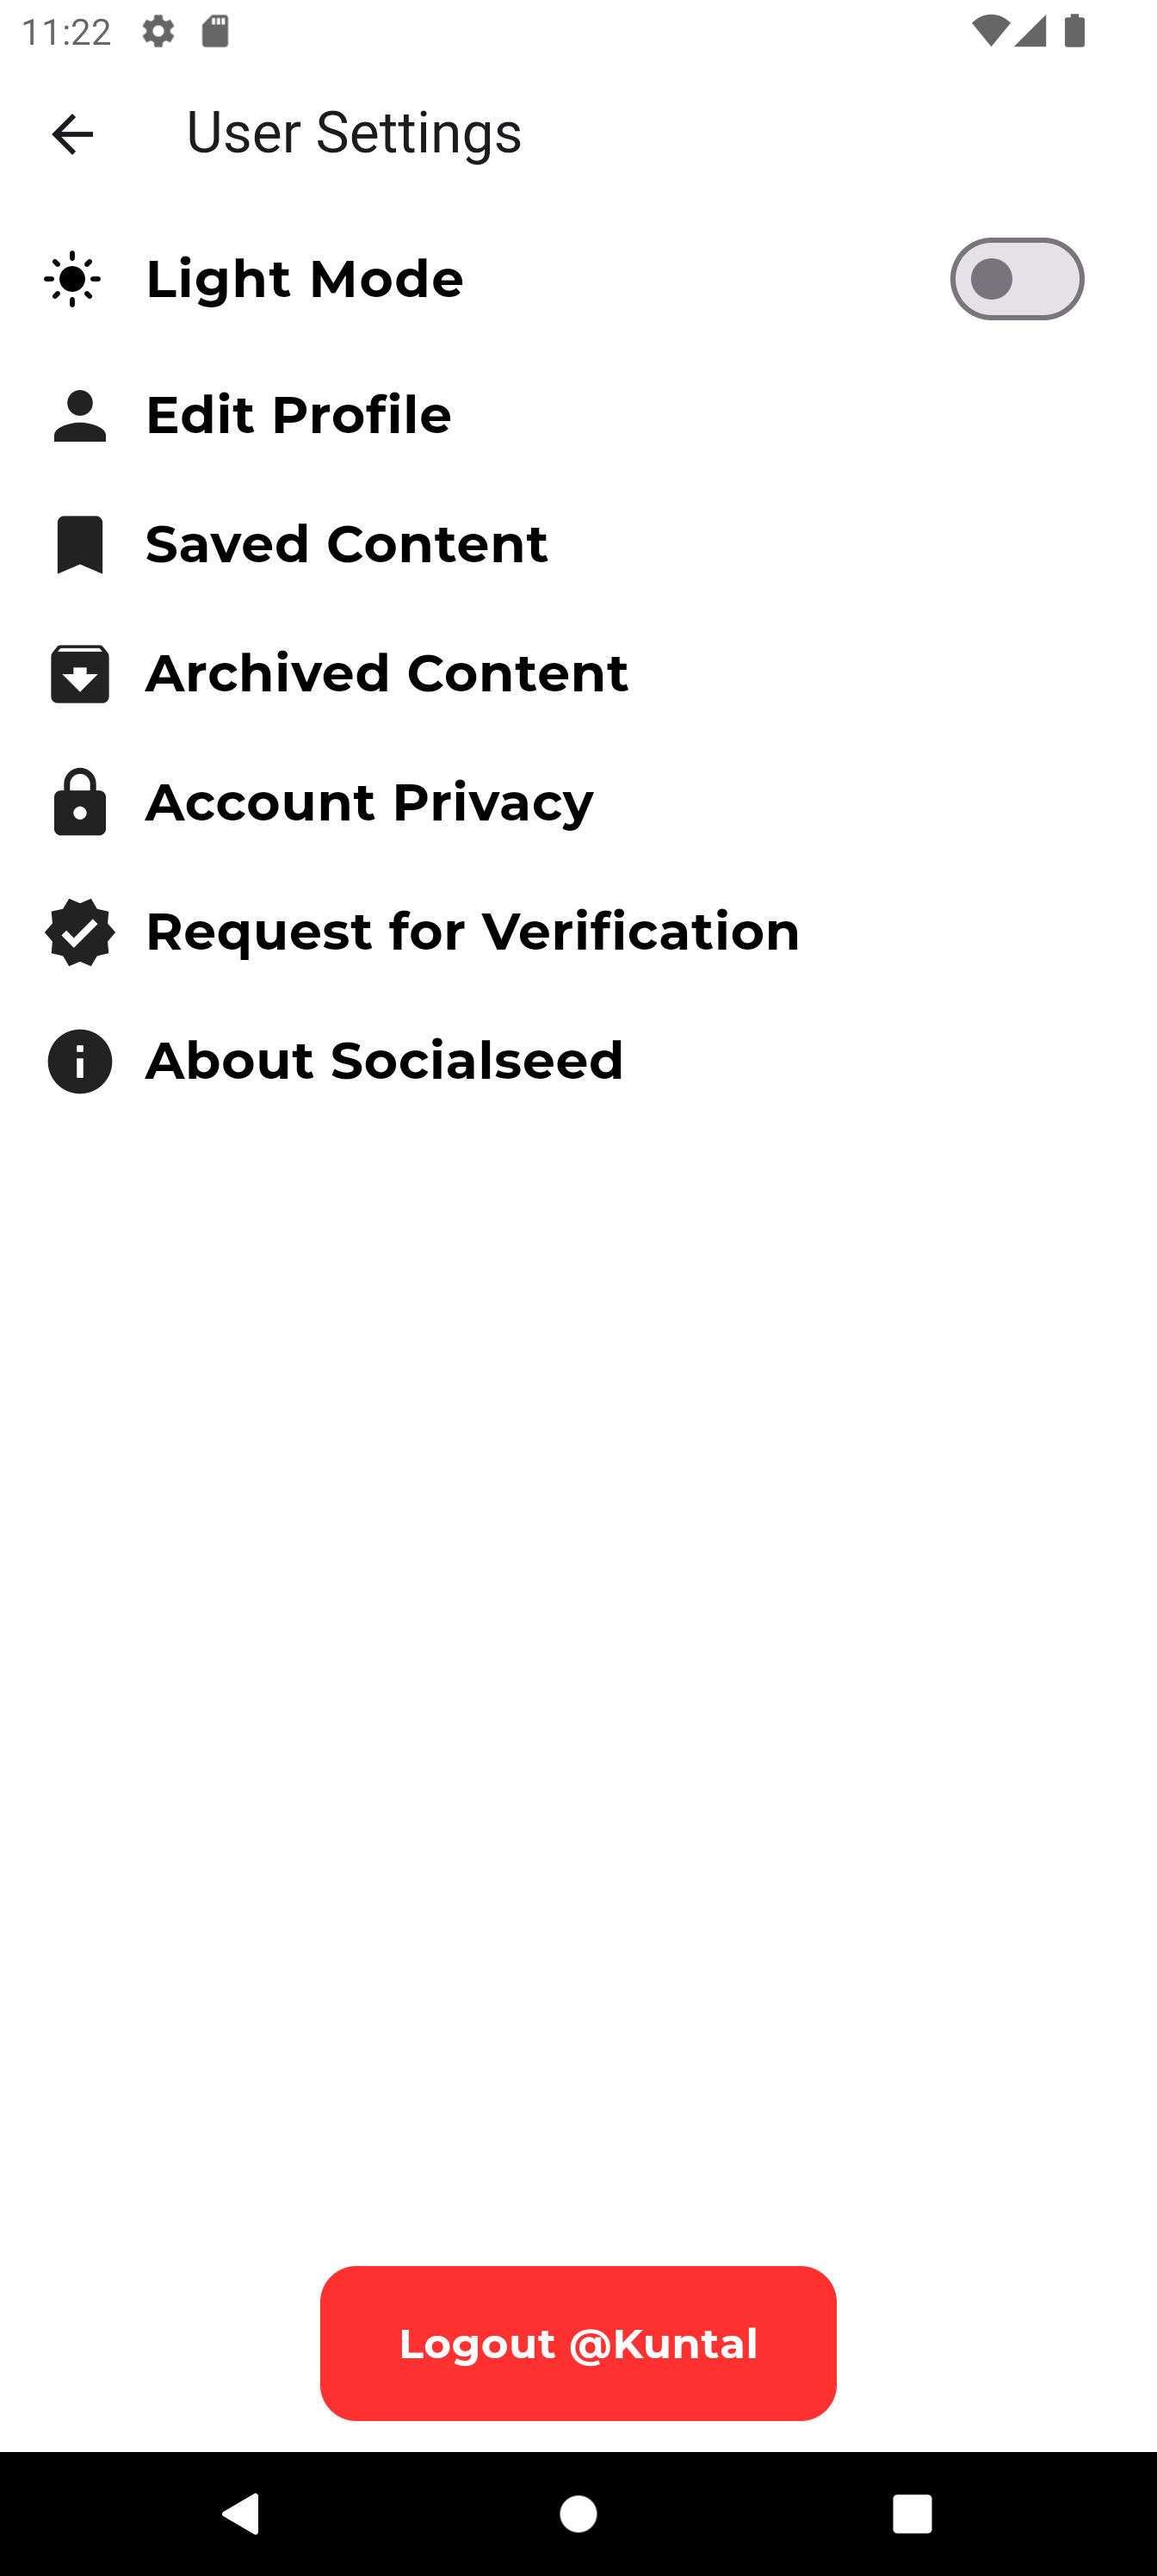 11:22
User Settings
Light Mode
Edit Profile
Saved Content
Archived Content
Account Privacy
Request for Verification
About Socialseed
Logout @Kuntal